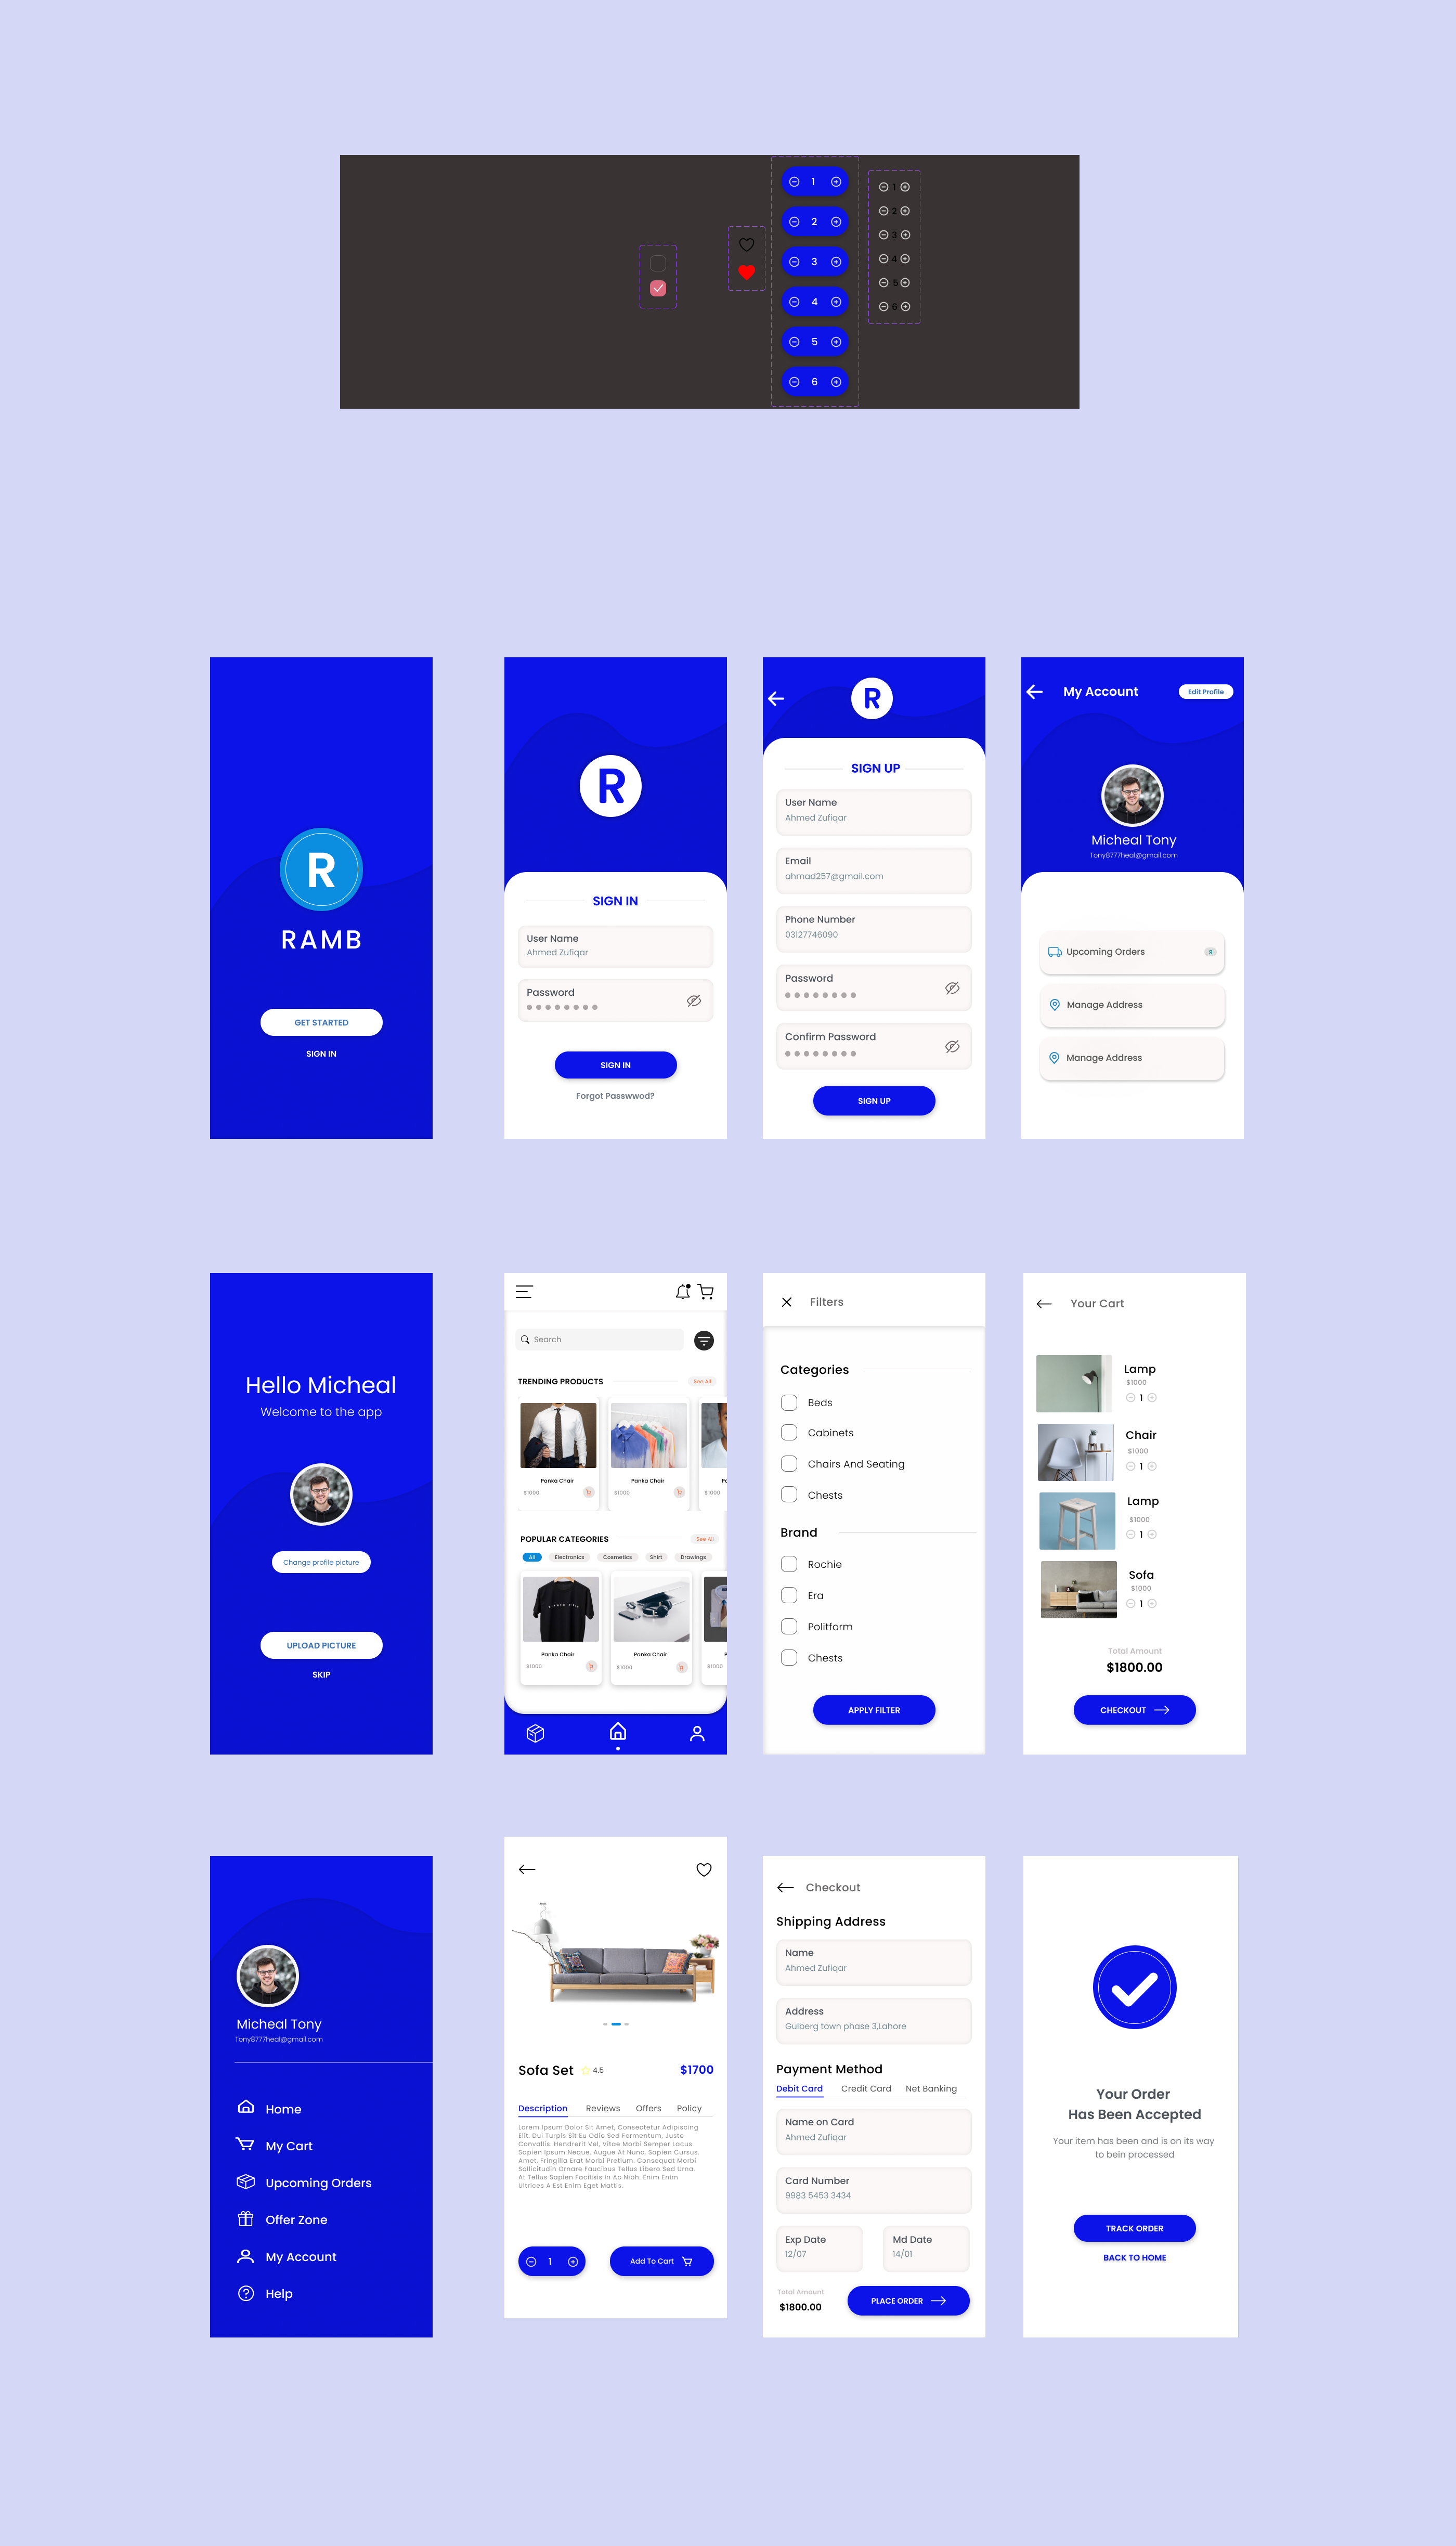 1
2
3
4
5
6
1
2
3
4
5
6
R
RAMB
GET STARTED
SIGN IN
R
SIGN IN
User Name
Ahmed Zufiqar
Password
SIGN IN
Forgot Passwwod?
R
SIGN UP
User Name
Ahmed Zufiqar
Email
ahmad257@gmail.com
Phone Number
03127746090
Password
Confirm Password
SIGN UP
My Account
Edit Profile
Micheal Tony
Tony8777heal@gmail.com
Upcoming Orders
9
Manage Address
Manage Address
Hello Micheal
Welcome to the app
Change profile picture
UPLOAD PICTURE
SKIP
Search
TRENDING PRODUCTS
See All
Panka Chair
$1000
Panka Chair
$1000
Pa
$1000
POPULAR CATEGORIES
See All
All
Electronics
Cosmetics
Shirt
Drawings
Panka Chair
$1000
Panka Chair
$1000
$1000
Filters
Categories
Beds
Cabinets
Chairs And Seating
Chests
Brand
Rochie
Era
Politform
Chests
APPLY FILTER
Your Cart
Lamp
$1000
1
Chair
$1000
1
Lamp
$1000
1
Sofa
$1000
1
Total Amount
$1800.00
CHECKOUT
Micheal Tony
Tony8777heal@gmail.com
Home
My Cart
Upcoming Orders
Offer Zone
My Account
Help
Sofa Set
4.5
$1700
Description
Reviews
Offers
Policy
Lorem Ipsum Dolor Sit Amet, Consectetur Adipiscing
Elit. Dui Turpis Sit Eu Odio Sed Fermentum, Justo
Convallis. Hendrerit Vel, Vitae Morbi Semper Lacus
Sapien Ipsum Neque. Augue At Nunc, Sapien Cursus.
Amet, Fringilla Erat Morbi Pretium. Consequat Morbi
Sollicitudin Ornare Faucibus Tellus Libero Sed Urna.
At Tellus Sapien Facilisis In Ac Nibh. Enim Enim
Ultrices A Est Enim Eget Mattis.
1
Add To Cart
Checkout
Shipping Address
Name
Ahmed Zufiqar
Address
Gulberg town phase 3,Lahore
Payment Method
Debit Card
Credit Card
Net Banking
Name on Card
Ahmed Zufiqar
Card Number
9983 5453 3434
Exp Date
12/07
Md Date
14/01
Total Amount
$1800.00
PLACE ORDER
Your Order
Has Been Accepted
Your item has been and is on its way
to bein processed
TRACK ORDER
BACK TO HOME